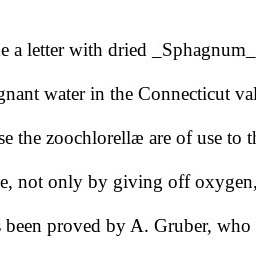 e a letter with dried _Sphagnum_
gnant water in the Connecticut val
se the zoochlorellæ are of use to th
e, not only by giving off oxygen,
been proved by A. Gruber, who